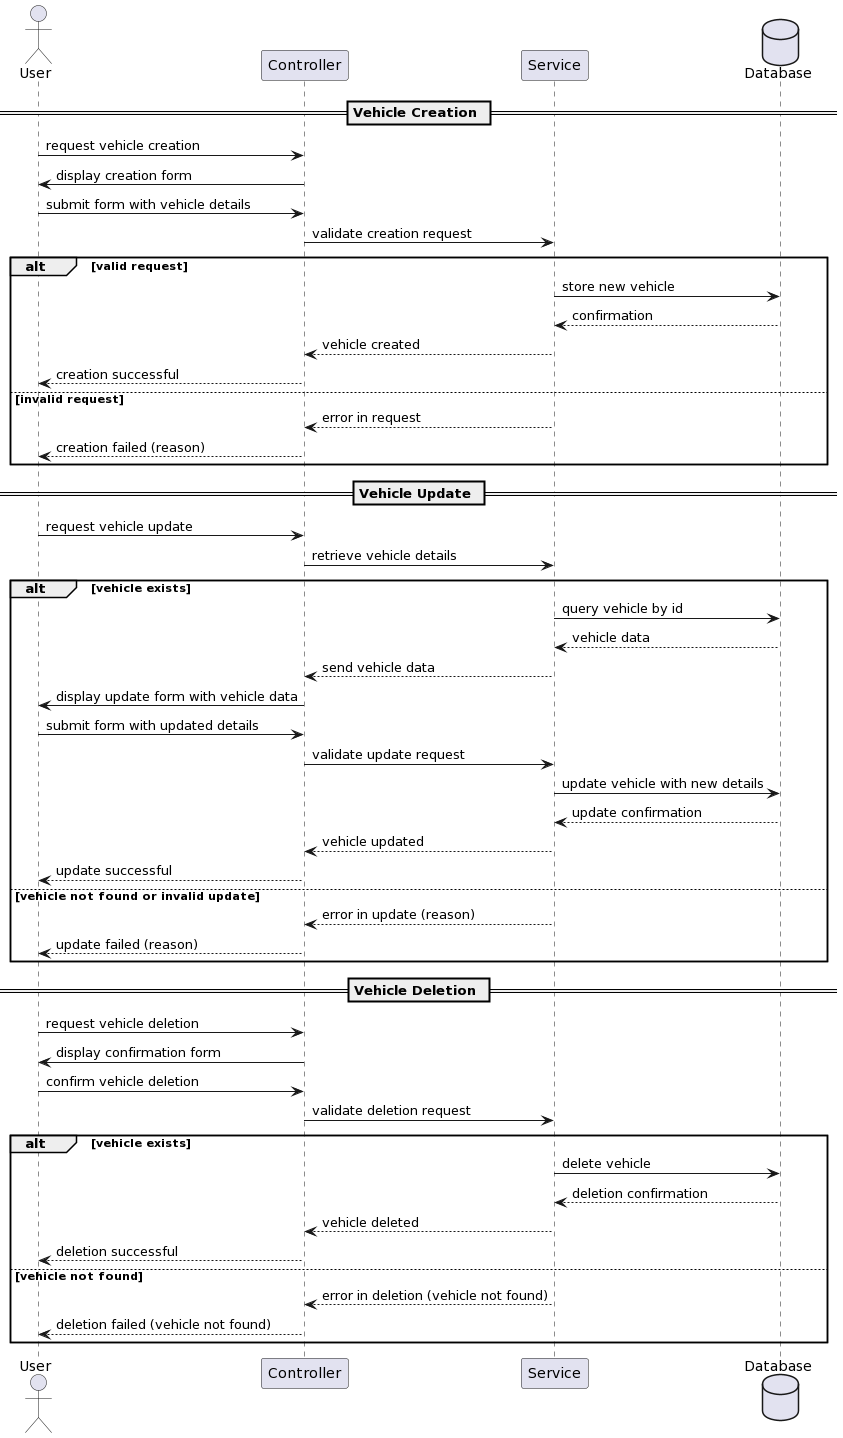 User
Controller
Service
Database
Vehicle Creation
request vehicle creation
display creation form
submit form with vehicle details
validate creation request
alt [valid request]
store new vehicle
confirmation
vehicle created
creation successful
[invalid request]
error in request
creation failed (reason)
Vehicle Update
request vehicle update
retrieve vehicle details
alt [vehicle exists]
query vehicle by id
vehicle data
send vehicle data
display update form with vehicle data
submit form with updated details
validate update request
update vehicle with new details
update confirmation
vehicle updated
update successful
[vehicle not found or invalid update]
error in update (reason)
update failed (reason)
Vehicle Deletion
request vehicle deletion
display confirmation form
confirm vehicle deletion
validate deletion request
alt [vehicle exists]
delete vehicle
deletion confirmation
vehicle deleted
deletion successful
[vehicle not found]
error in deletion (vehicle not found)
deletion failed (vehicle not found)
User
Controller
Service
Database